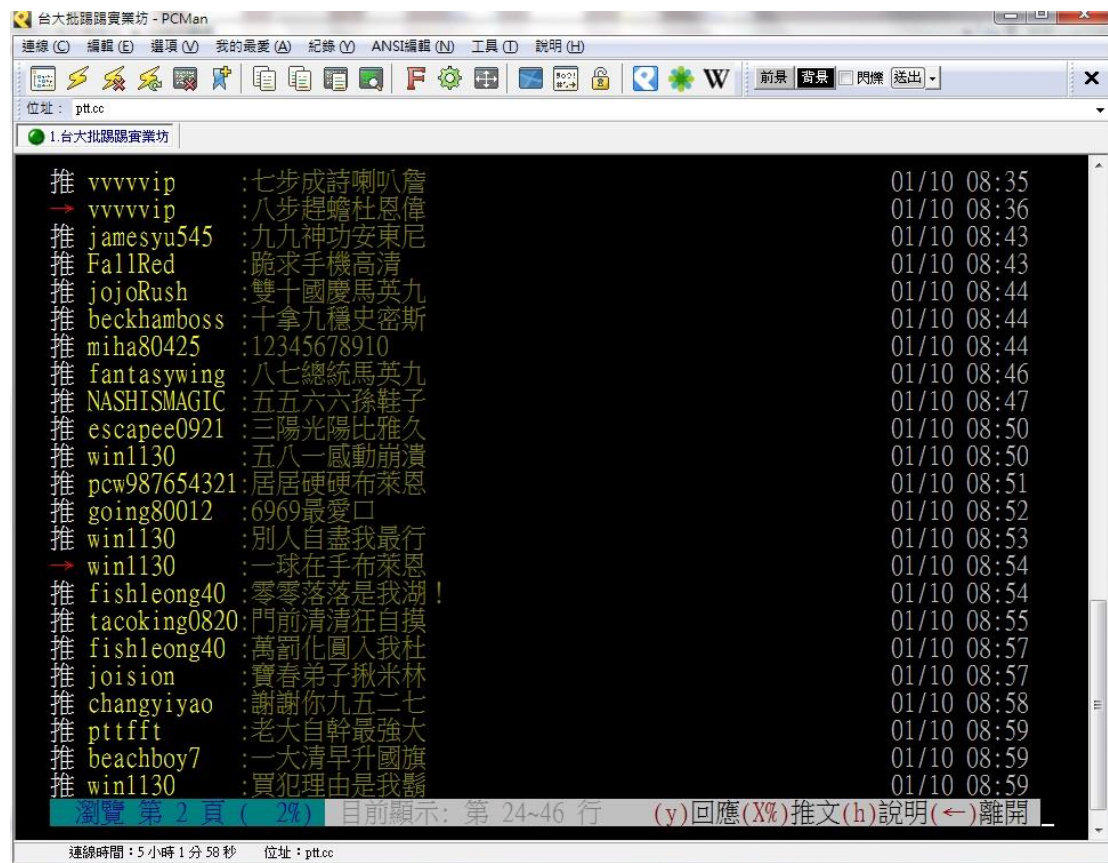 台大批踢踢實業坊 - PCMan
連線(C) 編輯(E) 選項(V) 我的最愛(A) 紀錄(Y) ANSI編輯(N) 工具(T) 說明(H)
F W 前景 背景 閃爍 送出
位址: ptt.cc
1.台大批踢踢實業坊
推 vvvvvip :七步成詩喇叭詹 01/10 08:35
→ vvvvvip :八步趕蟾杜恩偉 01/10 08:36
推 jamesyu545 :九九神功安東尼 01/10 08:43
推 FallRed :跪求手機高清 01/10 08:43
推 jojoRush :雙十國慶馬英九 01/10 08:44
推 beckhamboss :十拿九穩史密斯 01/10 08:44
推 miha80425 :12345678910 01/10 08:44
推 fantasywing :八七總統馬英九 01/10 08:46
推 NASHISMAGIC :五五六六孫鞋子 01/10 08:47
推 escapee0921 :三陽光陽比雅久 01/10 08:50
推 win1130 :五八一感動崩潰 01/10 08:50
推 pcw987654321:居居硬硬布萊恩 01/10 08:51
推 going80012 :6969最愛口 01/10 08:52
推 win1130 :別人自盡我最行 01/10 08:53
→ win1130 :一球在手布萊恩 01/10 08:54
推 fishleong40 :零零落落是我湖! 01/10 08:54
推 tacoking0820:門前清清狂自摸 01/10 08:55
推 fishleong40 :萬罰化圓入我杜 01/10 08:57
推 joision :寶春弟子揪米林 01/10 08:57
推 changyiyao :謝謝你九五二七 01/10 08:58
推 pttfft :老大自幹最強大 01/10 08:59
推 beachboy7 :一大清早升國旗 01/10 08:59
推 win1130 :買犯理由是我鬍 01/10 08:59
瀏覽 第 2 頁 ( 2%) 目前顯示: 第 24~46 行 (y)回應(X%)推文(h)說明(←)離開
連線時間:5小時1分58秒 位址:ptt.cc